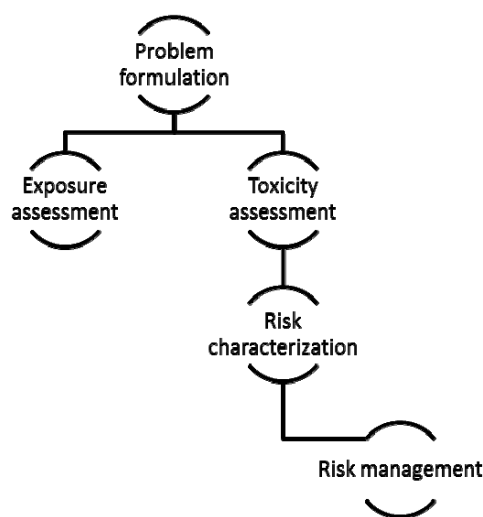 Problem
formulation
Exposure
assessment
Toxicity
assessment
Risk
characterization
Risk management